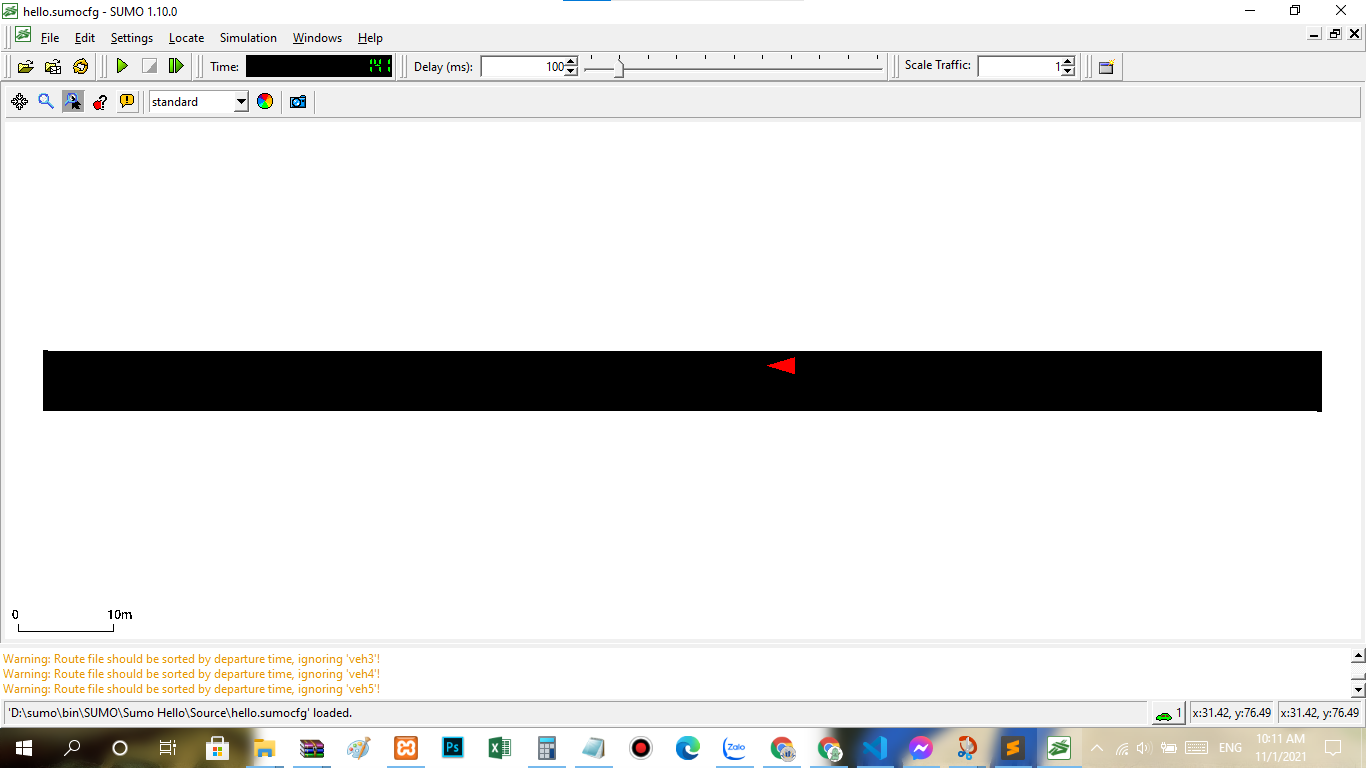 hello.sumocfg - SUMO 1.10.0
File Edit Settings Locate Simulation Windows Help
Time: 141 Delay (ms): 100 Scale Traffic: 1
standard
0 10m
Warning: Route file should be sorted by departure time, ignoring 'veh3'!
Warning: Route file should be sorted by departure time, ignoring 'veh4'!
Warning: Route file should be sorted by departure time, ignoring 'veh5'!
'D:\sumo\bin\SUMO\Sumo Hello\Source\hello.sumocfg' loaded. 1 x:31.42, y:76.49 x:31.42, y:76.49
Ps Zalo ENG 10:11 AM
11/1/2021